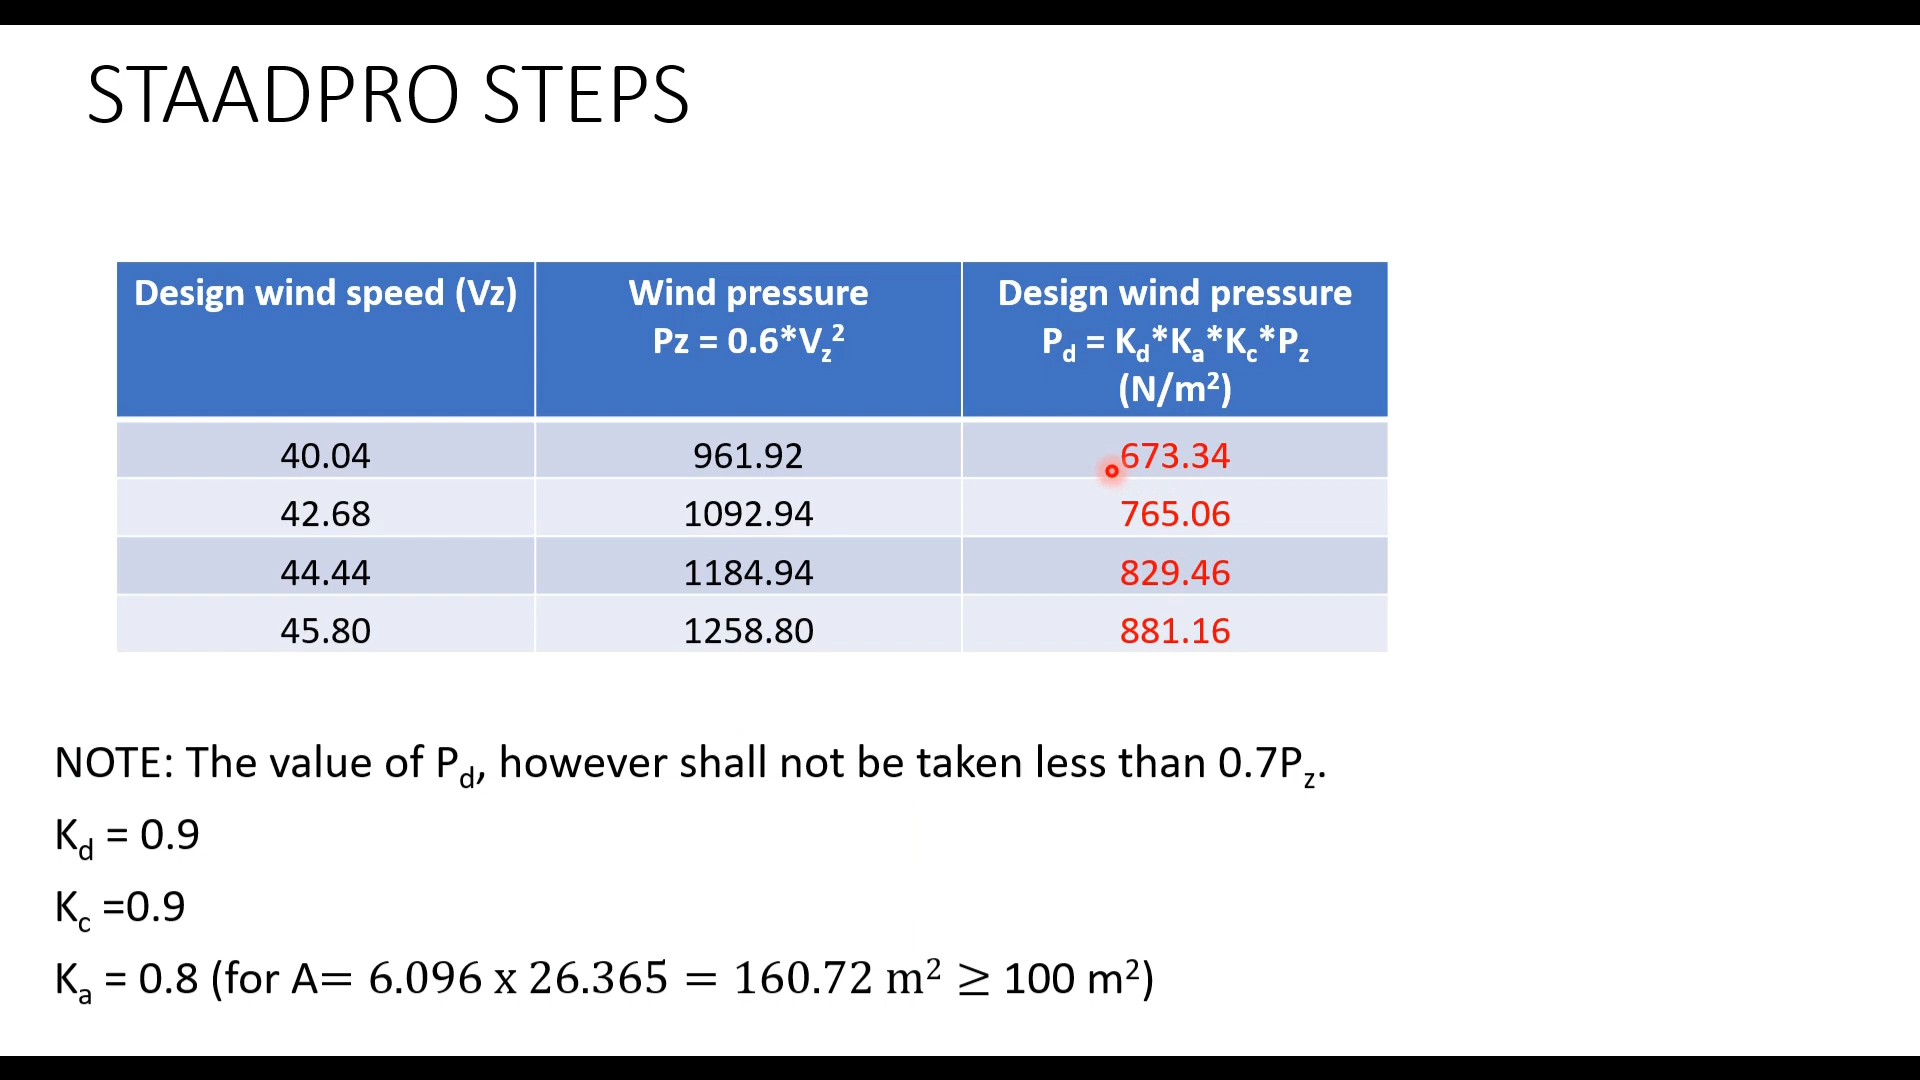 STAADPRO STEPS
Design wind speed (Vz) Wind pressure Design wind pressure
Pz = 0.6*V_z² P_d = K_d*K_a*K_c*P_z
(N/m²)
40.04 961.92 673.34
42.68 1092.94 765.06
44.44 1184.94 829.46
45.80 1258.80 881.16
NOTE: The value of P_d, however shall not be taken less than 0.7P_z.
K_d = 0.9
K_c =0.9
K_a = 0.8 (for A= 6.096 x 26.365 = 160.72 m² ≥ 100 m²)